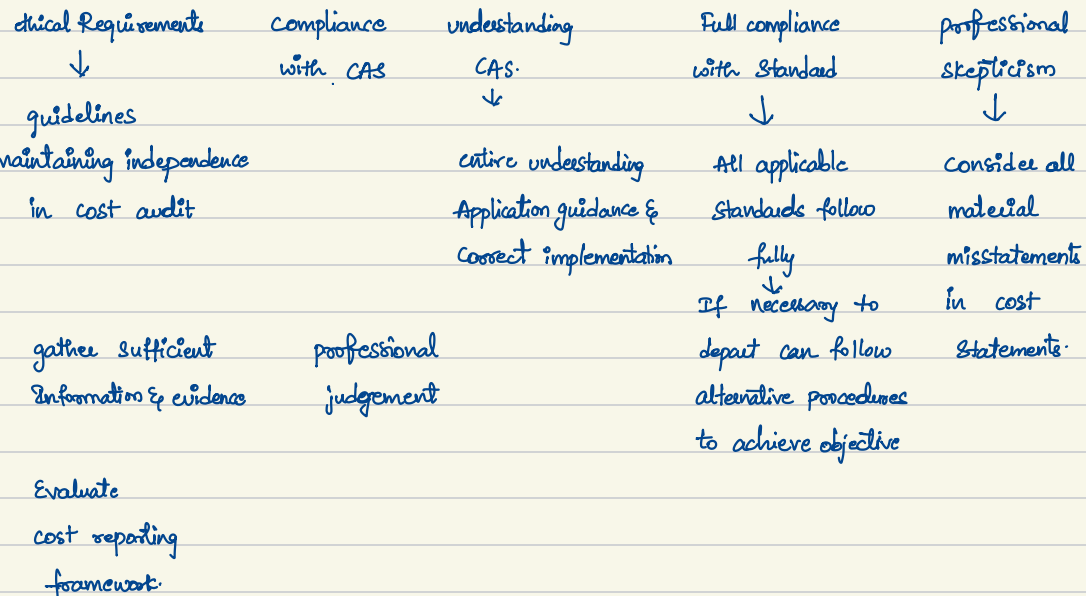 ethical Requirements
guidelines
maintaining independence
in cost audit
Compliance
with CAS
understanding
CAS.
entire understanding
Application guidance &
Correct implementation
Full compliance
with Standard
All applicable
Standards follow
fully
If necessary to
depart can follow
alternative procedures
to achieve objective
professional
Skepticism
Consider all
material
misstatements
in cost
Statements.
gather Sufficient
Information & evidence
professional
judgement
Evaluate
cost reporting
framework.